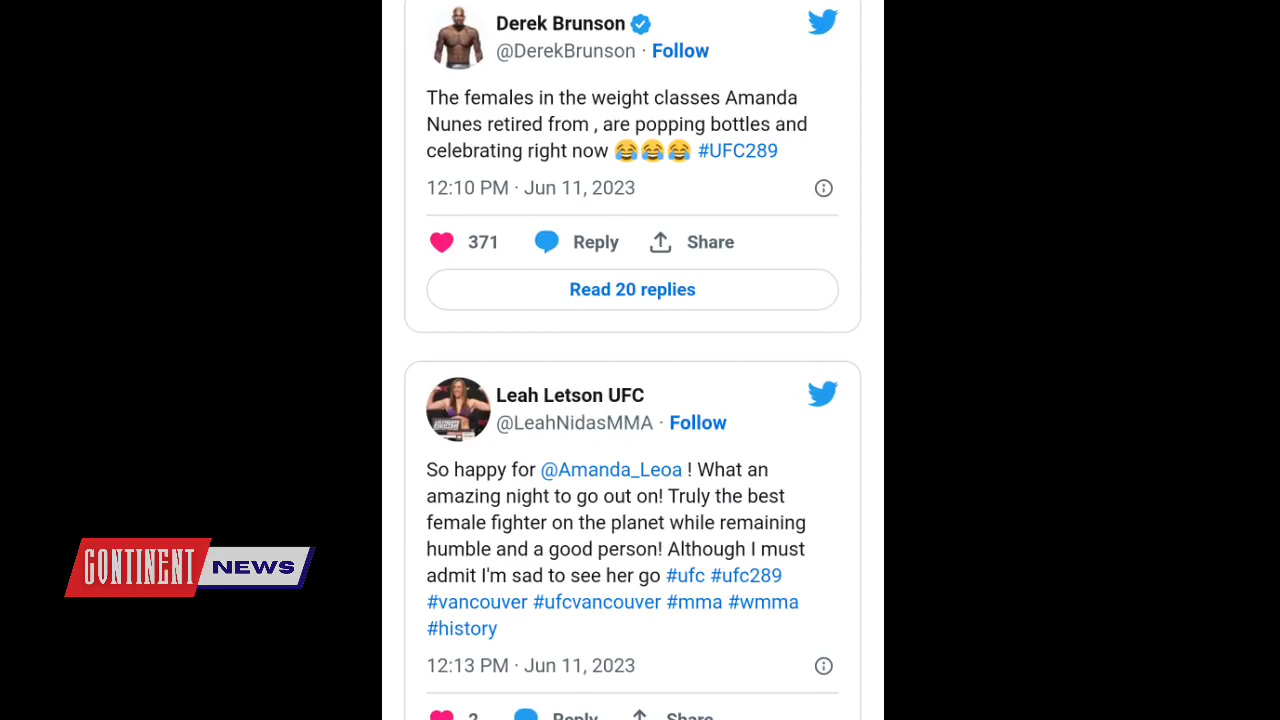 Derek Brunson
@DerekBrunson · Follow
The females in the weight classes Amanda
Nunes retired from , are popping bottles and
celebrating right now 😂😂😂 #UFC289
12:10 PM · Jun 11, 2023
371 Reply Share
Read 20 replies
Leah Letson UFC
@LeahNidasMMA · Follow
So happy for @Amanda_Leoa ! What an
amazing night to go out on! Truly the best
female fighter on the planet while remaining
humble and a good person! Although I must
admit I'm sad to see her go #ufc #ufc289
#vancouver #ufcvancouver #mma #wmma
#history
12:13 PM · Jun 11, 2023
2 Reply Share
CONTINENT NEWS